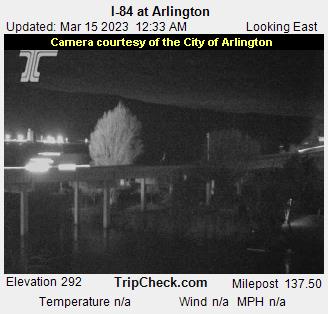 I-84 at Arlington
Updated: Mar 15 2023 12:33 AM Looking East
Camera courtesy of the City of Arlington
Elevation 292 TripCheck.com Milepost 137.50
Temperature n/a Wind n/a MPH n/a